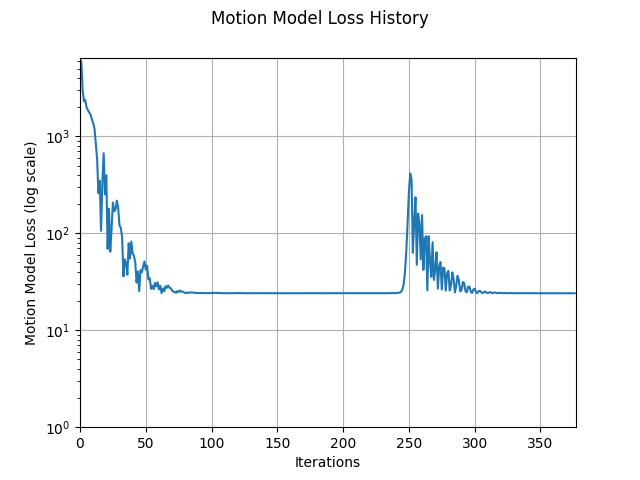 Motion Model Loss History
Motion Model Loss (log scale)
10³
10²
10¹
10⁰
0 50 100 150 200 250 300 350
Iterations